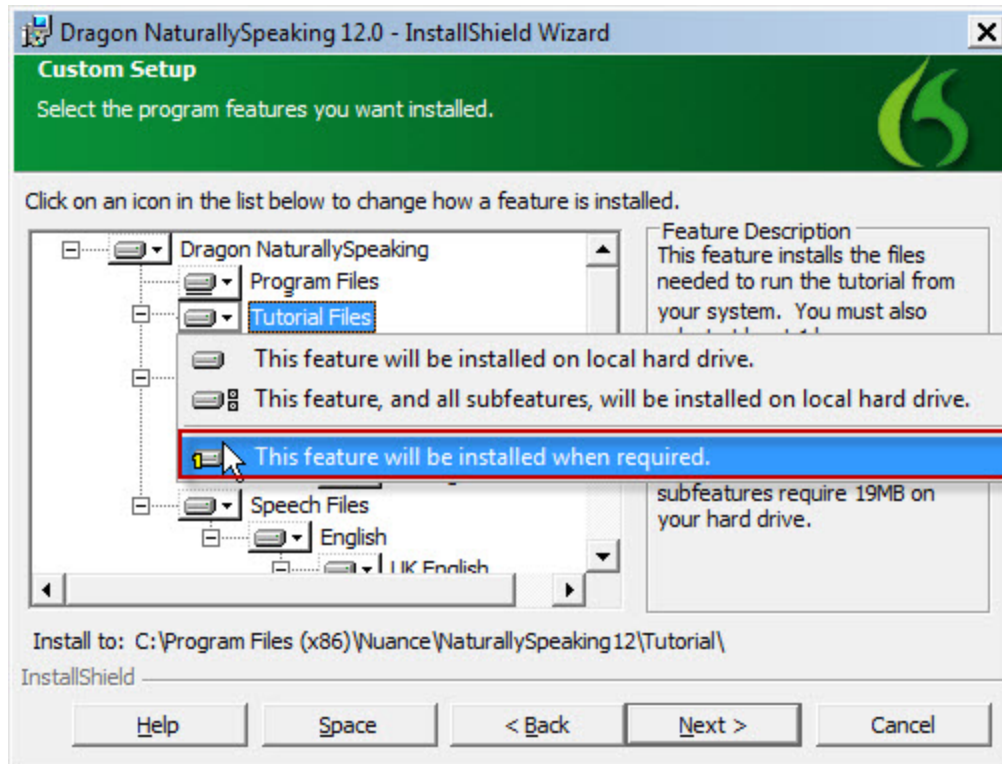 Dragon NaturallySpeaking 12.0 - InstallShield Wizard
Custom Setup
Select the program features you want installed.
Click on an icon in the list below to change how a feature is installed.
Dragon NaturallySpeaking
Program Files
Tutorial Files
Feature Description
This feature installs the files
needed to run the tutorial from
your system. You must also
This feature will be installed on local hard drive.
This feature, and all subfeatures, will be installed on local hard drive.
This feature will be installed when required.
Speech Files
English
UK English
subfeatures require 19MB on
your hard drive.
Install to: C:\Program Files (x86)\Nuance\NaturallySpeaking12\Tutorial\
InstallShield
Help
Space
< Back
Next >
Cancel